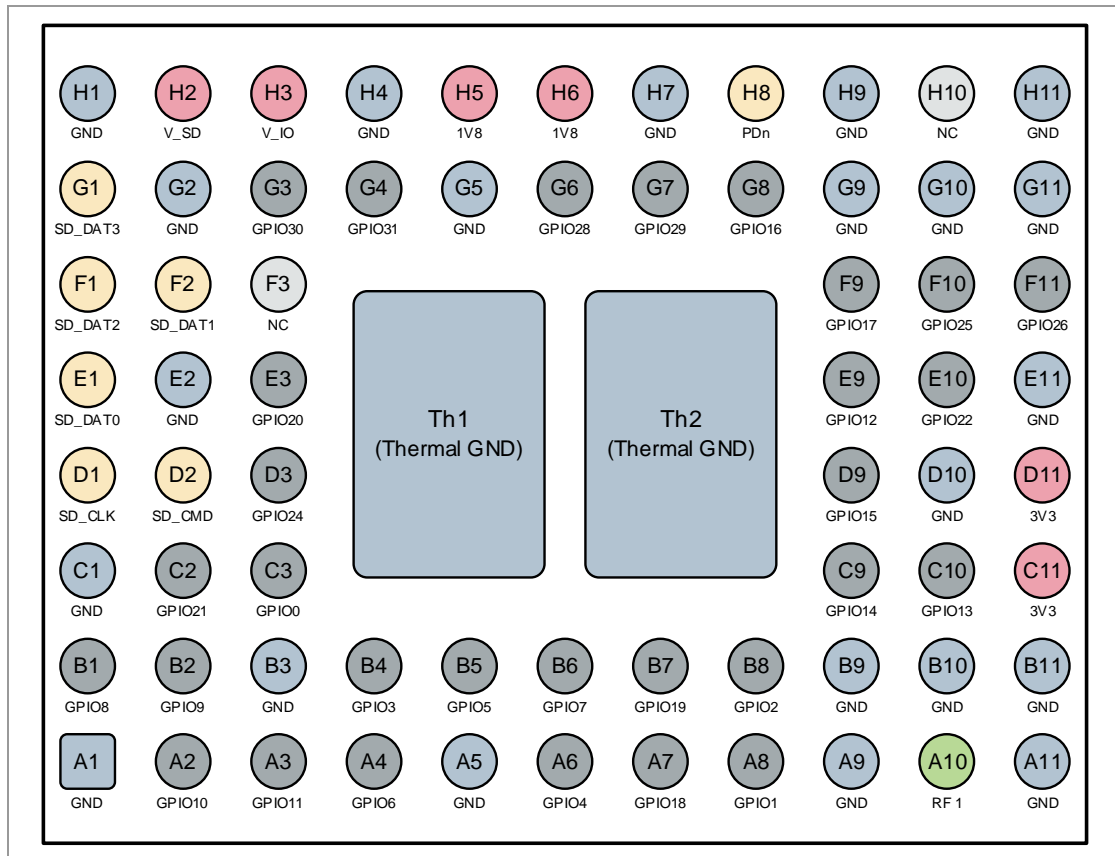 H1 H2 H3 H4 H5 H6 H7 H8 H9 H10 H11
GND V_SD V_IO GND 1V8 1V8 GND PDn GND NC GND
G1 G2 G3 G4 G5 G6 G7 G8 G9 G10 G11
SD_DAT3 GND GPIO30 GPIO31 GND GPIO28 GPIO29 GPIO16 GND GND GND
F1 F2 F3 F9 F10 F11
SD_DAT2 SD_DAT1 NC GPIO17 GPIO25 GPIO26
E1 E2 E3 E9 E10 E11
SD_DAT0 GND GPIO20 GPIO12 GPIO22 GND
Th1 Th2
(Thermal GND) (Thermal GND)
D1 D2 D3 D9 D10 D11
SD_CLK SD_CMD GPIO24 GPIO15 GND 3V3
C1 C2 C3 C9 C10 C11
GND GPIO21 GPIO0 GPIO14 GPIO13 3V3
B1 B2 B3 B4 B5 B6 B7 B8 B9 B10 B11
GPIO8 GPIO9 GND GPIO3 GPIO5 GPIO7 GPIO19 GPIO2 GND GND GND
A1 A2 A3 A4 A5 A6 A7 A8 A9 A10 A11
GND GPIO10 GPIO11 GPIO6 GND GPIO4 GPIO18 GPIO1 GND RF 1 GND